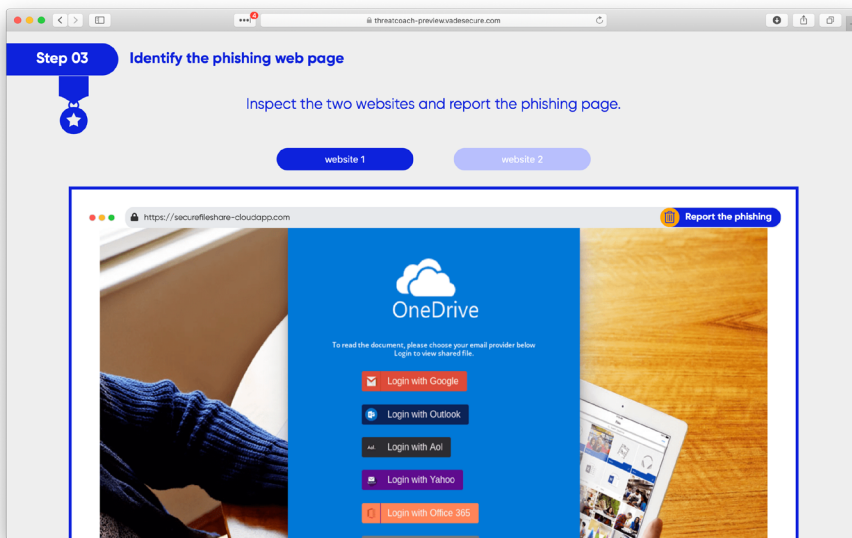 4
threatcoach-preview.vadesecure.com
Step 03
Identify the phishing web page
Inspect the two websites and report the phishing page.
website 1
website 2
https://securefileshare-cloudapp.com
Report the phishing
OneDrive
To read the document, please choose your email provider below
Login to view shared file.
Login with Google
Login with Outlook
Aol.
Login with Aol
Login with Yahoo
Login with Office 365